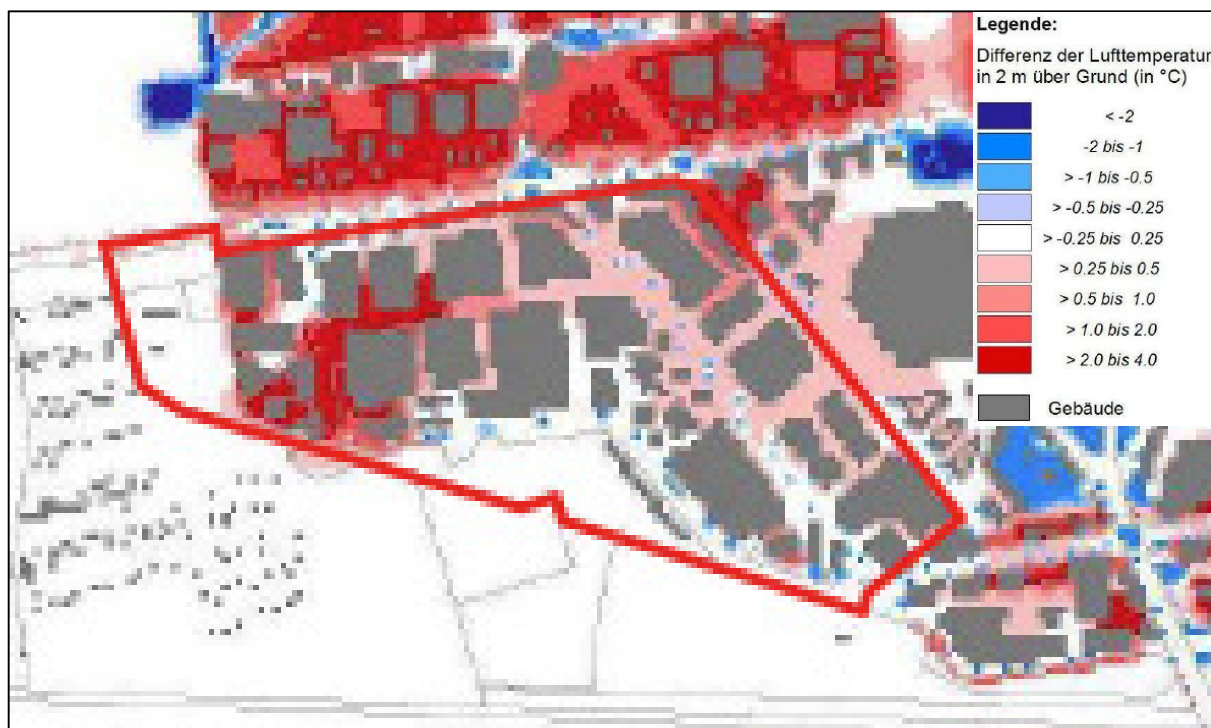 Legende:
Differenz der Lufttemperatur
in 2 m über Grund (in °C)
< -2
-2 bis -1
> -1 bis -0.5
> -0.5 bis -0.25
> -0.25 bis 0.25
> 0.25 bis 0.5
> 0.5 bis 1.0
> 1.0 bis 2.0
> 2.0 bis 4.0
Gebäude